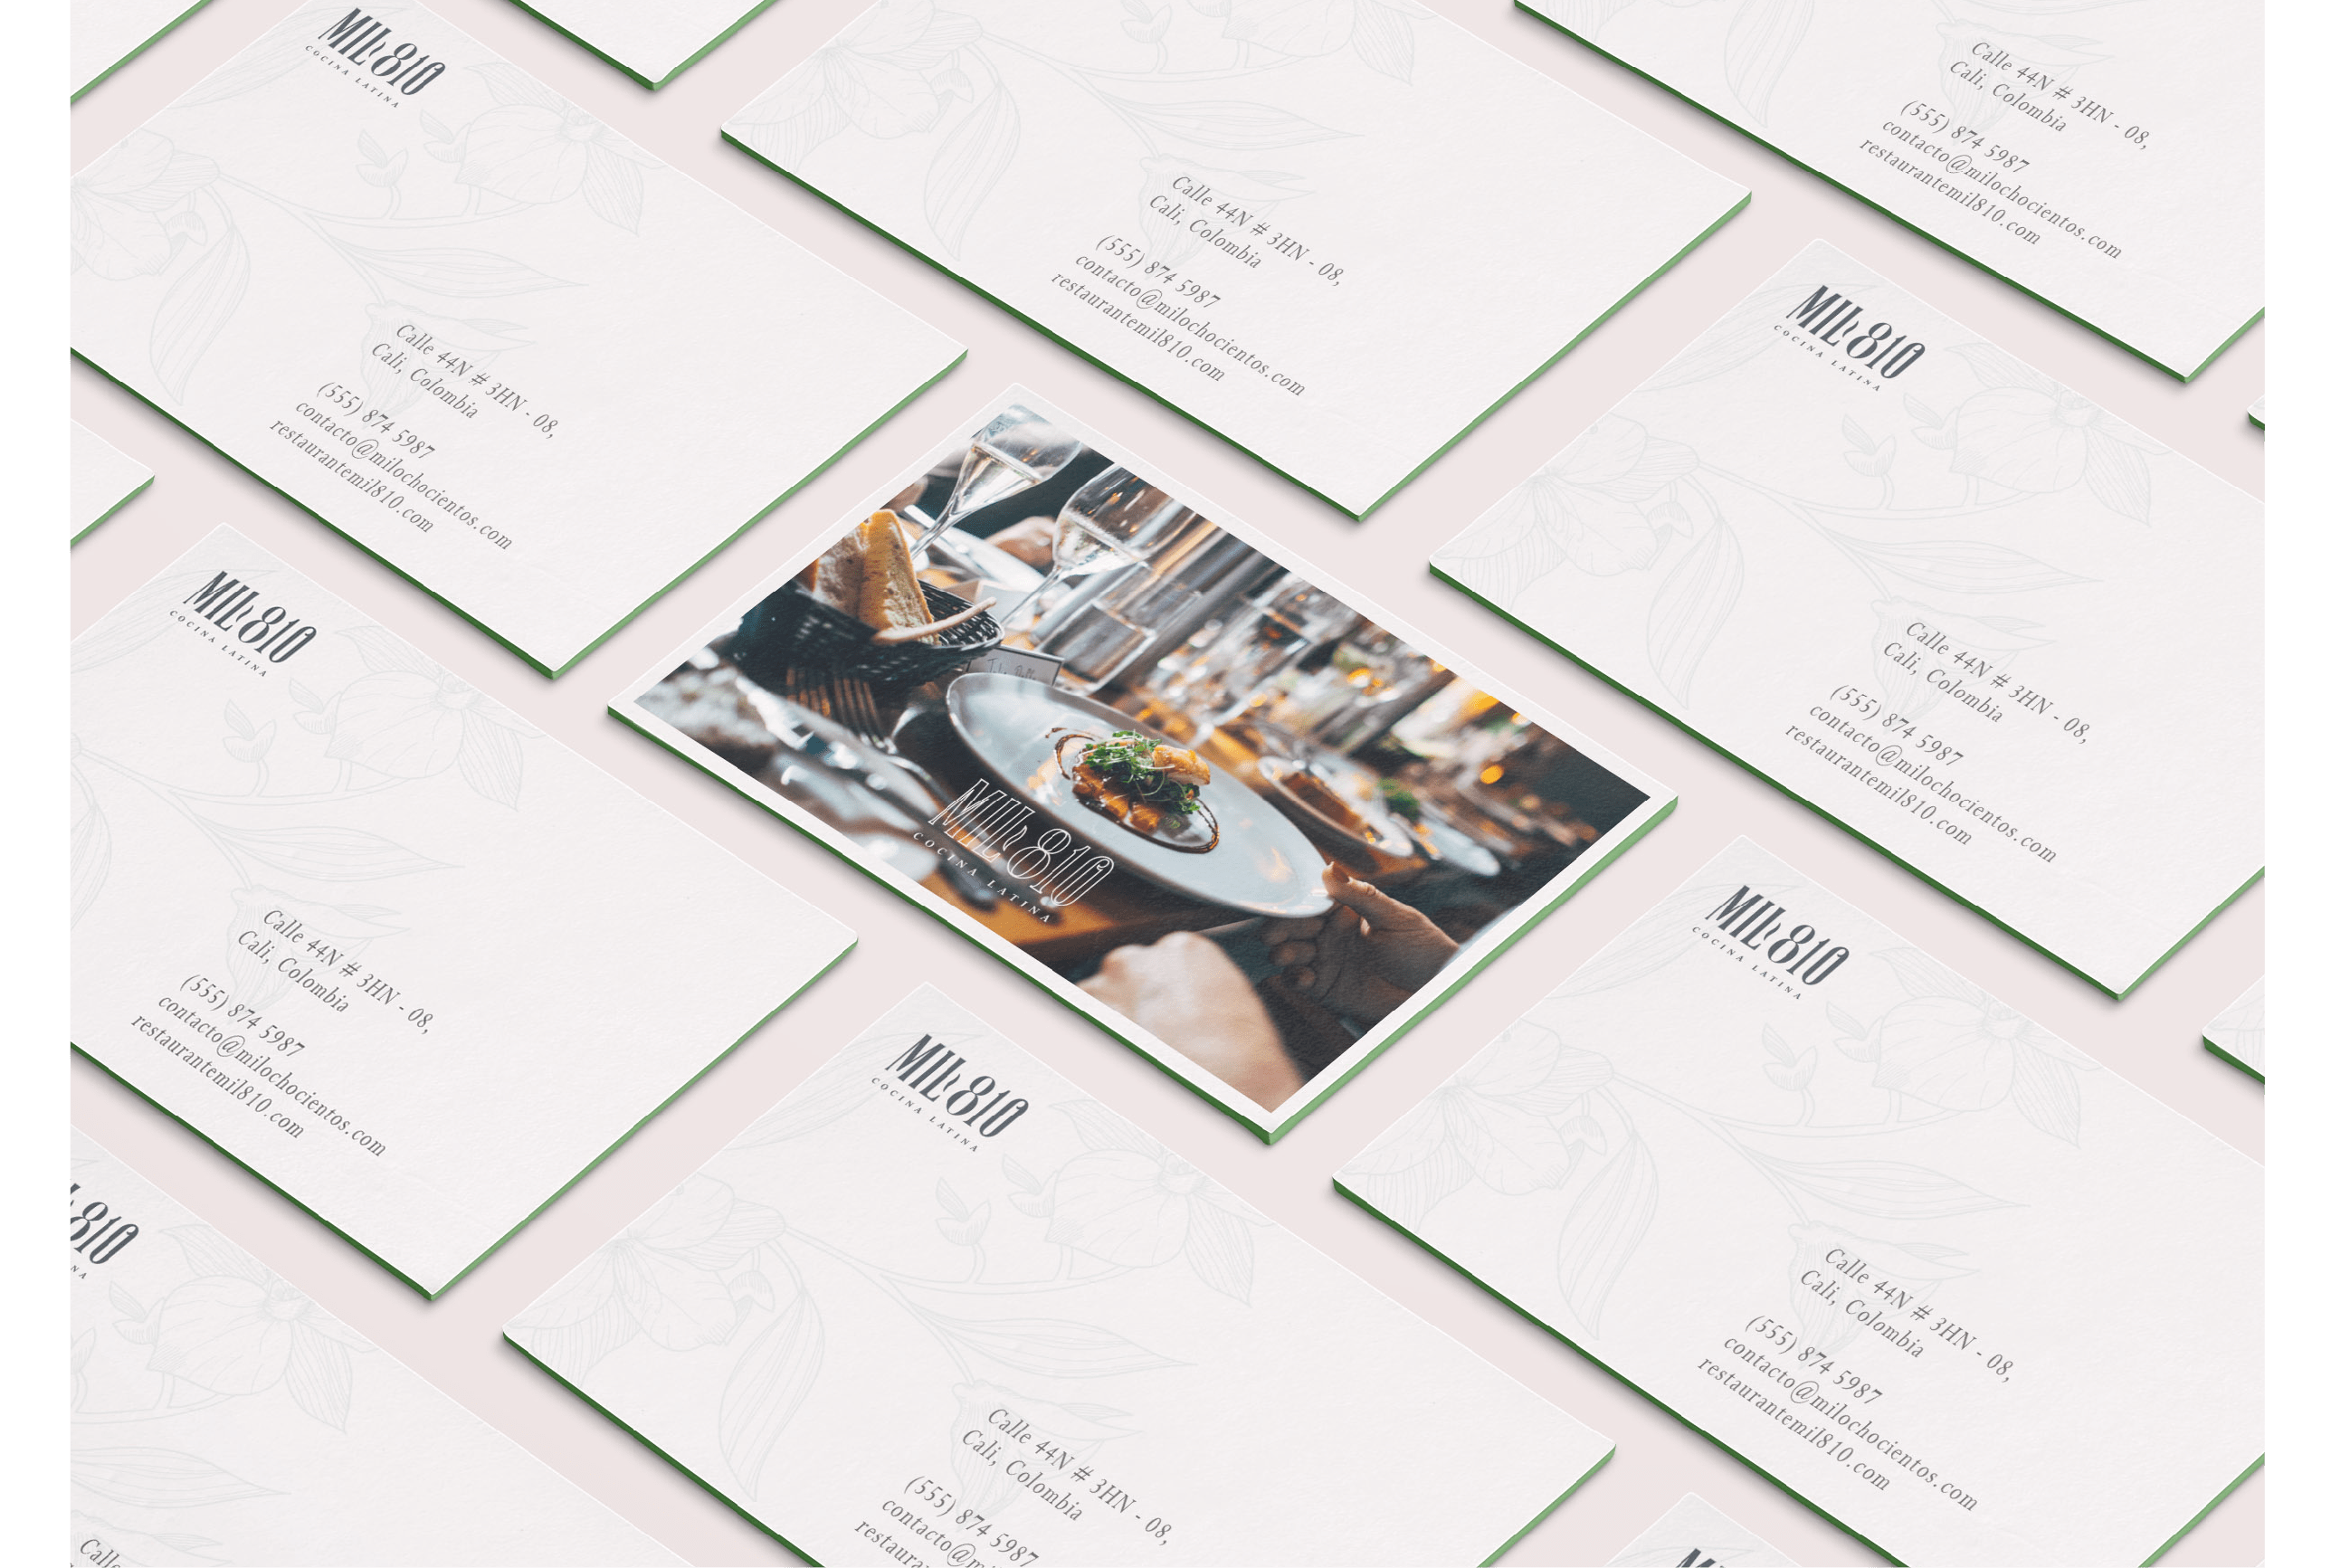 MIL810
COCINA LATINA
Calle 44N # 3HN - 08,
Cali, Colombia
(555) 874 5987
contacto@milochocientos.com
restaurantemil810.com
Calle 44N # 3HN - 08,
Cali, Colombia
(555) 874 5987
contacto@milochocientos.com
restaurantemil810.com
Calle 44N # 3HN - 08,
Cali, Colombia
(555) 874 5987
contacto@milochocientos.com
restaurantemil810.com
MIL810
COCINA LATINA
Calle 44N # 3HN - 08,
Cali, Colombia
(555) 874 5987
contacto@milochocientos.com
restaurantemil810.com
MIL810
COCINA LATINA
MIL810
COCINA LATINA
Calle 44N # 3HN - 08,
Cali, Colombia
(555) 874 5987
contacto@milochocientos.com
restaurantemil810.com
MIL810
COCINA LATINA
Calle 44N # 3HN - 08,
Cali, Colombia
(555) 874 5987
contacto@milochocientos.com
restaurantemil810.com
MIL810
COCINA LATINA
Calle 44N # 3HN - 08,
Cali, Colombia
(555) 874 5987
contacto@milochocientos.com
810
NA